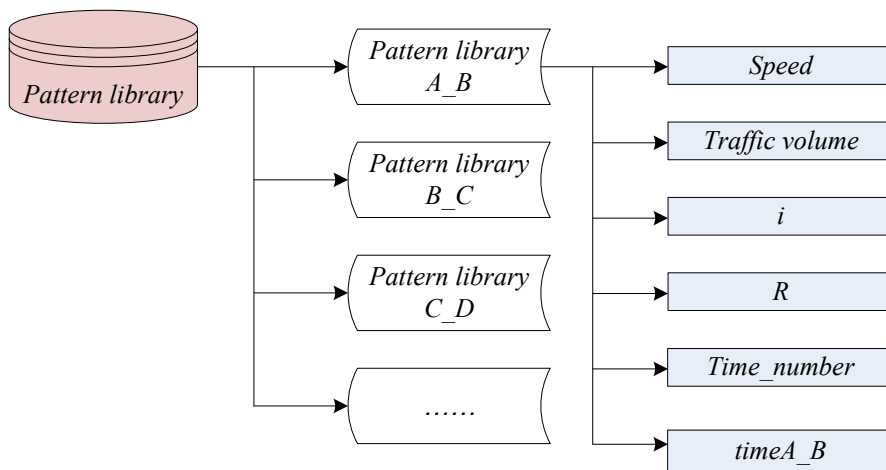 Pattern library
Pattern library
A_B
Pattern library
B_C
Pattern library
C_D
......
Speed
Traffic volume
i
R
Time_number
timeA_B